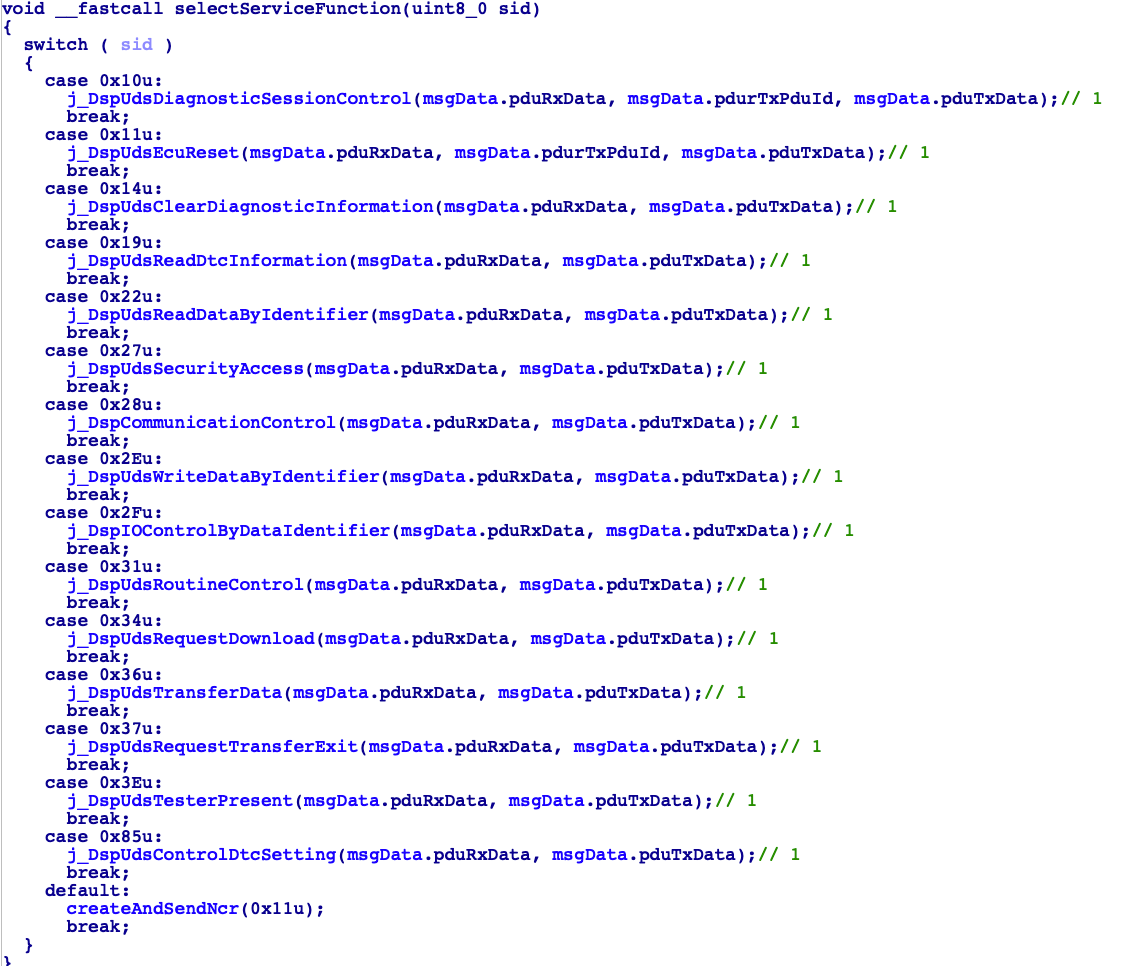 void __fastcall selectServiceFunction(uint8_0 sid)
{
  switch ( sid )
  {
    case 0x10u:
      j_DspUdsDiagnosticSessionControl(msgData.pduRxData, msgData.pdurTxPduId, msgData.pduTxData);// 1
      break;
    case 0x11u:
      j_DspUdsEcuReset(msgData.pduRxData, msgData.pdurTxPduId, msgData.pduTxData);// 1
      break;
    case 0x14u:
      j_DspUdsClearDiagnosticInformation(msgData.pduRxData, msgData.pduTxData);// 1
      break;
    case 0x19u:
      j_DspUdsReadDtcInformation(msgData.pduRxData, msgData.pduTxData);// 1
      break;
    case 0x22u:
      j_DspUdsReadDataByIdentifier(msgData.pduRxData, msgData.pduTxData);// 1
      break;
    case 0x27u:
      j_DspUdsSecurityAccess(msgData.pduRxData, msgData.pduTxData);// 1
      break;
    case 0x28u:
      j_DspCommunicationControl(msgData.pduRxData, msgData.pduTxData);// 1
      break;
    case 0x2Eu:
      j_DspUdsWriteDataByIdentifier(msgData.pduRxData, msgData.pduTxData);// 1
      break;
    case 0x2Fu:
      j_DspIOControlByDataIdentifier(msgData.pduRxData, msgData.pduTxData);// 1
      break;
    case 0x31u:
      j_DspUdsRoutineControl(msgData.pduRxData, msgData.pduTxData);// 1
      break;
    case 0x34u:
      j_DspUdsRequestDownload(msgData.pduRxData, msgData.pduTxData);// 1
      break;
    case 0x36u:
      j_DspUdsTransferData(msgData.pduRxData, msgData.pduTxData);// 1
      break;
    case 0x37u:
      j_DspUdsRequestTransferExit(msgData.pduRxData, msgData.pduTxData);// 1
      break;
    case 0x3Eu:
      j_DspUdsTesterPresent(msgData.pduRxData, msgData.pduTxData);// 1
      break;
    case 0x85u:
      j_DspUdsControlDtcSetting(msgData.pduRxData, msgData.pduTxData);// 1
      break;
    default:
      createAndSendNcr(0x11u);
      break;
  }
}